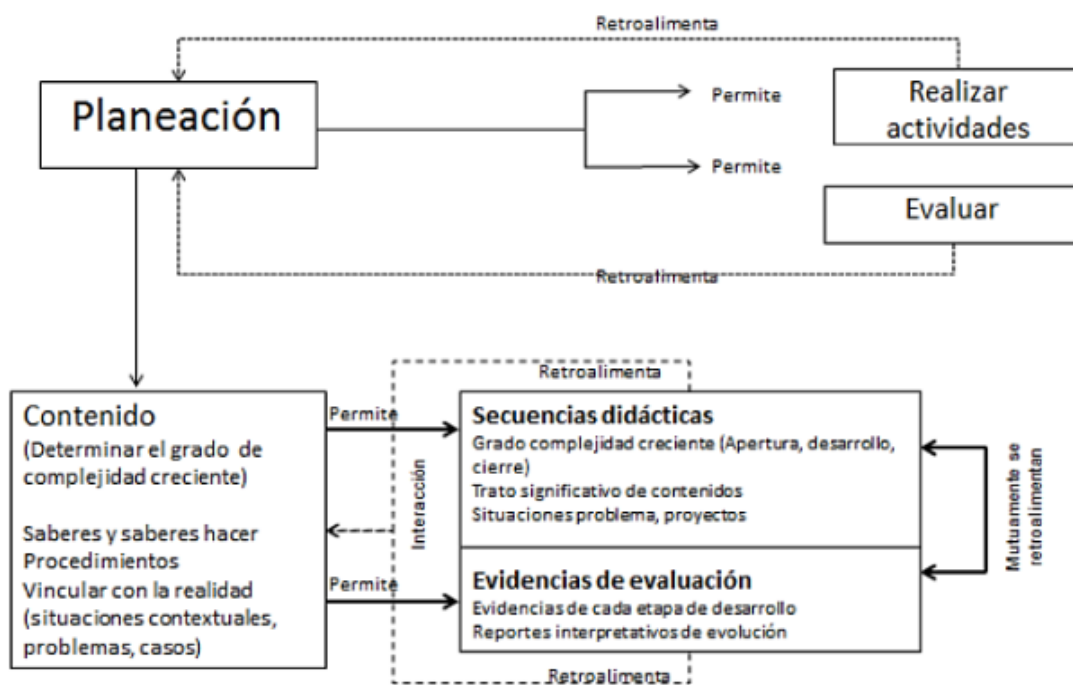 Retroalimenta
Planeación
Permite
Realizar
actividades
Permite
Evaluar
Retroalimenta
Contenido
(Determinar el grado de
complejidad creciente)
Saberes y saberes hacer
Procedimientos
Vincular con la realidad
(situaciones contextuales,
problemas, casos)
Permite
Permite
Interacción
Retroalimenta
Secuencias didácticas
Grado complejidad creciente (Apertura, desarrollo,
cierre)
Trato significativo de contenidos
Situaciones problema, proyectos
Evidencias de evaluación
Evidencias de cada etapa de desarrollo
Reportes interpretativos de evolución
Retroalimenta
Mutuamente se
retroalimentan